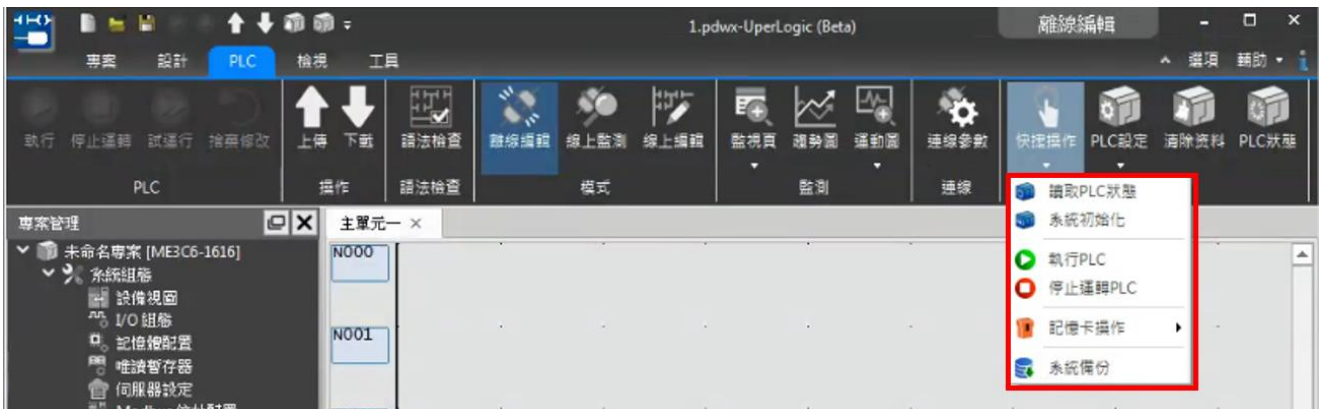 1.pdwx-UperLogic (Beta)
離線編輯
專案 設計 PLC 檢視 工具
選項 輔助
執行 停止運轉 試運行 捨棄修改 上傳 下載 語法檢查 離線編輯 線上監測 線上編輯 監視頁 趨勢圖 運動圖 連線參數 快捷操作 PLC設定 清除资料 PLC狀態
PLC 操作 語法檢查 模式 監測 連線
讀取PLC狀態
系統初始化
執行PLC
停止運轉PLC
記憶卡操作
系統備份
專案管理
主單元一
未命名專案 [ME3C6-1616]
系統組態
設備視圖
I/O 組態
記憶體配置
唯讀暫存器
伺服器設定
N000
N001